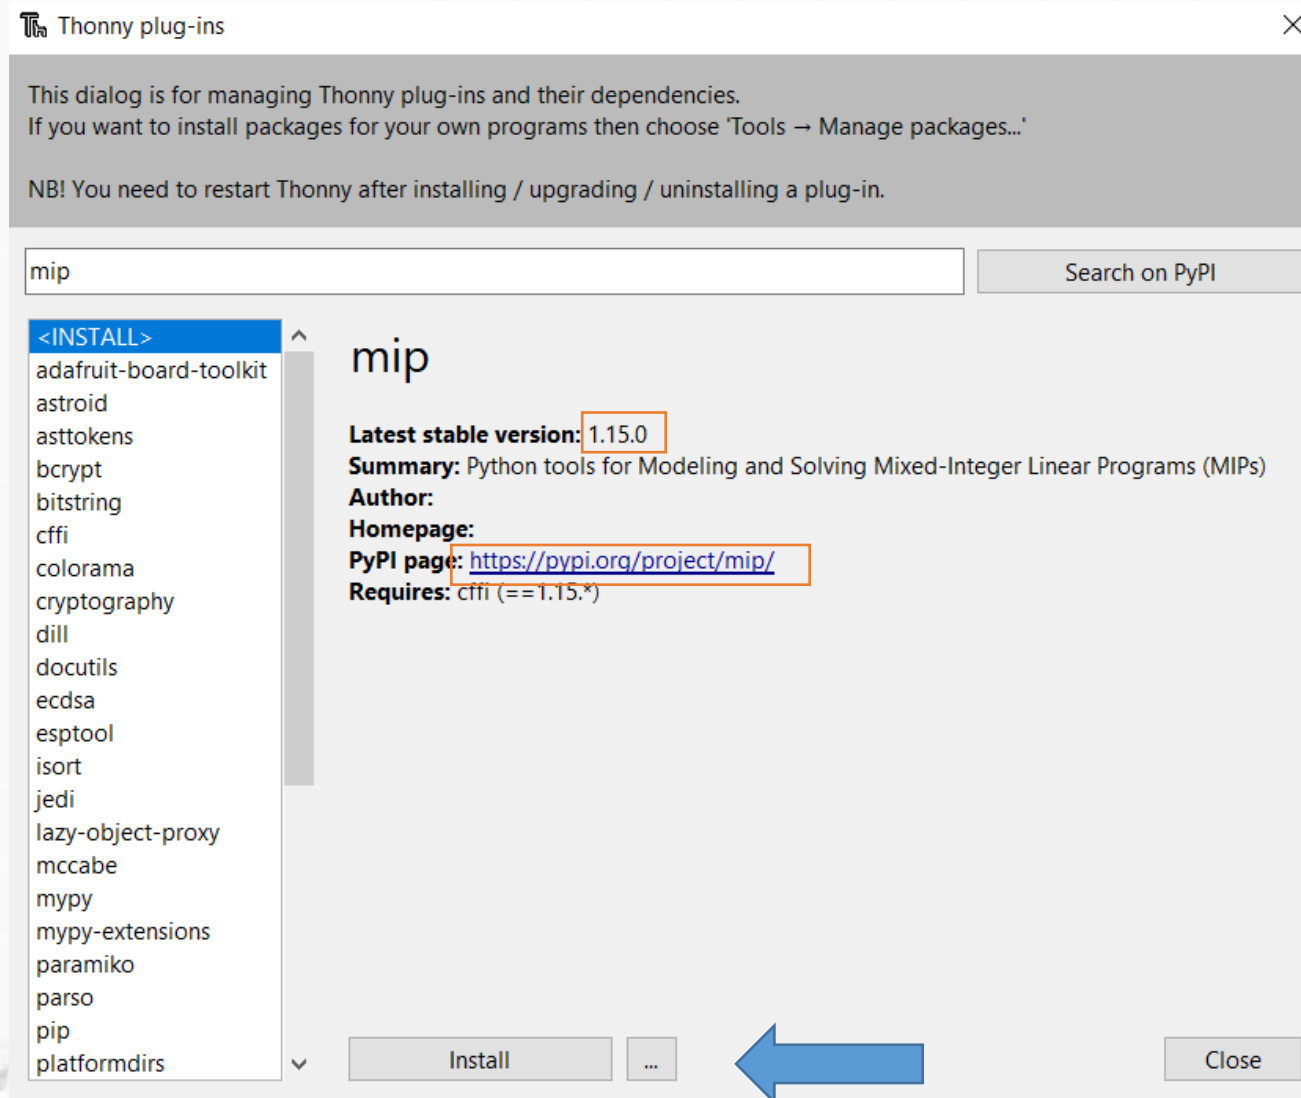 Thonny plug-ins
This dialog is for managing Thonny plug-ins and their dependencies.
If you want to install packages for your own programs then choose 'Tools → Manage packages...'
NB! You need to restart Thonny after installing / upgrading / uninstalling a plug-in.
mip
Search on PyPI
<INSTALL>
adafruit-board-toolkit
astroid
asttokens
bcrypt
bitstring
cffi
colorama
cryptography
dill
docutils
ecdsa
esptool
isort
jedi
lazy-object-proxy
mccabe
mypy
mypy-extensions
paramiko
parso
pip
platformdirs
mip
Latest stable version: 1.15.0
Summary: Python tools for Modeling and Solving Mixed-Integer Linear Programs (MIPs)
Author:
Homepage:
PyPI page: https://pypi.org/project/mip/
Requires: cffi (==1.15.*)
Install
...
Close